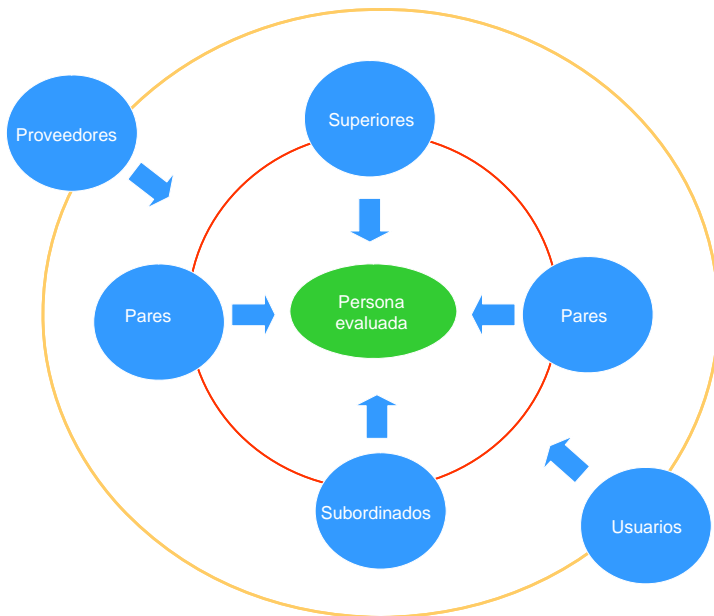 Superiores
Proveedores
Persona
evaluada
Pares
Pares
Subordinados
Usuarios